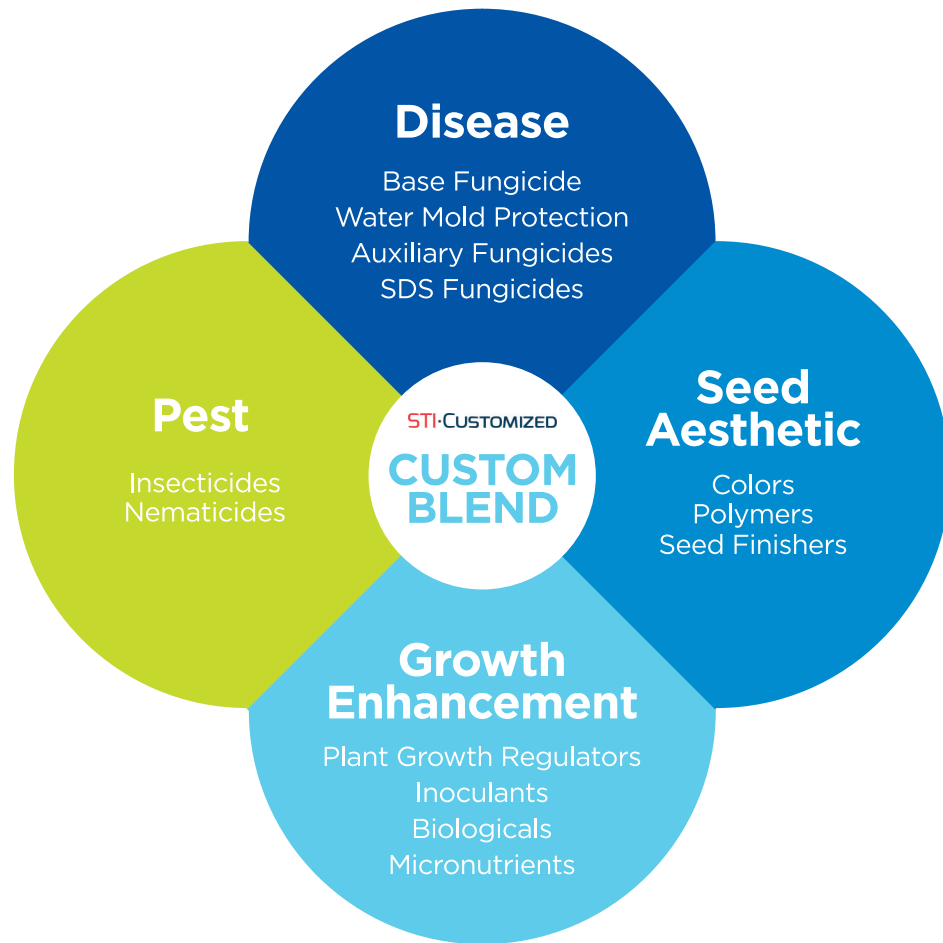 Disease
Base Fungicide
Water Mold Protection
Auxiliary Fungicides
SDS Fungicides
Pest
Insecticides
Nematicides
STI·CUSTOMIZED
CUSTOM
BLEND
Seed
Aesthetic
Colors
Polymers
Seed Finishers
Growth
Enhancement
Plant Growth Regulators
Inoculants
Biologicals
Micronutrients